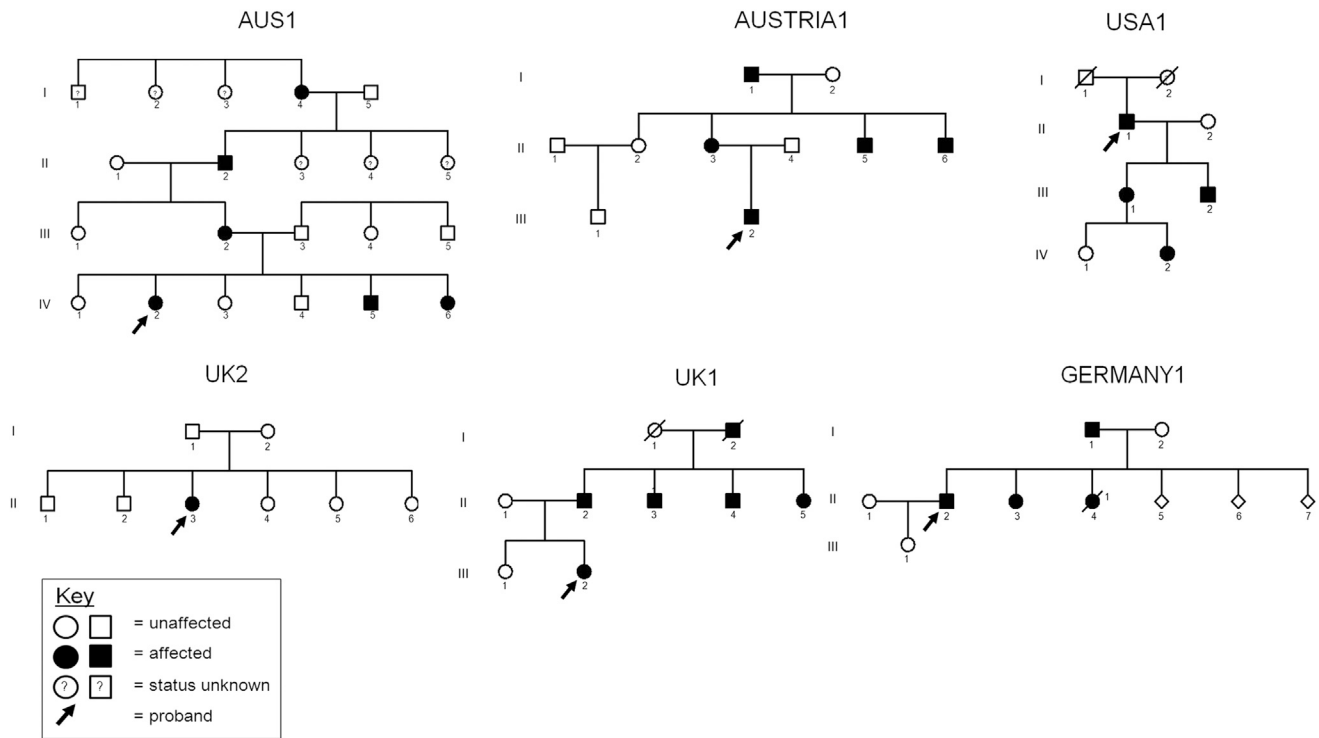 AUS1
I
? ? ?
1 2 3 4 5
II
? ? ?
1 2 3 4 5
III
1 2 3 4 5
IV
1 2 3 4 5 6
AUSTRIA1
I
1 2
II
1 2 3 4 5 6
III
1 2
USA1
I
1 2
II
1 2
III
1 2
IV
1 2
UK2
I
1 2
II
1 2 3 4 5 6
UK1
I
1 2
II
1 2 3 4 5
III
1 2
GERMANY1
I
1 2
II
1
1 2 3 4 5 6 7
III
1
Key
= unaffected
= affected
? ? = status unknown
= proband